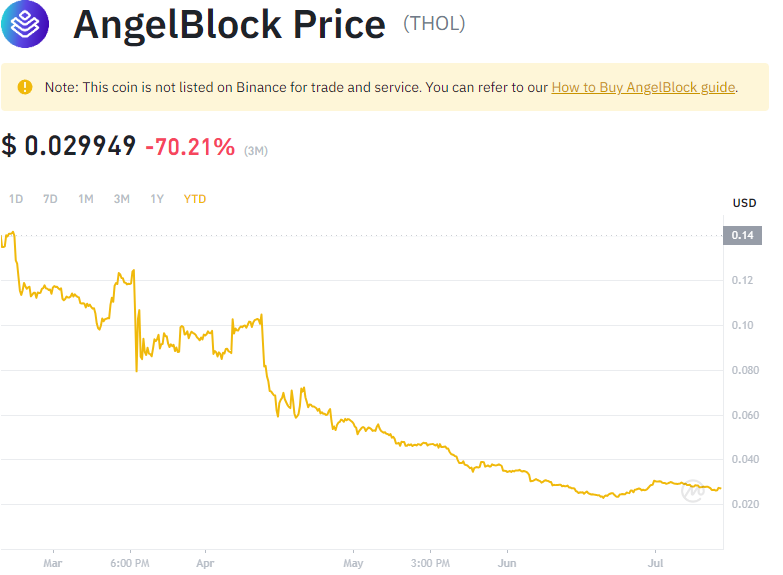 AngelBlock Price (THOL)
Note: This coin is not listed on Binance for trade and service. You can refer to our How to Buy AngelBlock guide.
$ 0.029949 -70.21% (3M)
1D 7D 1M 3M 1Y YTD
USD
0.14
0.12
0.10
0.080
0.060
0.040
0.020
Mar 6:00 PM Apr May 3:00 PM Jun Jul